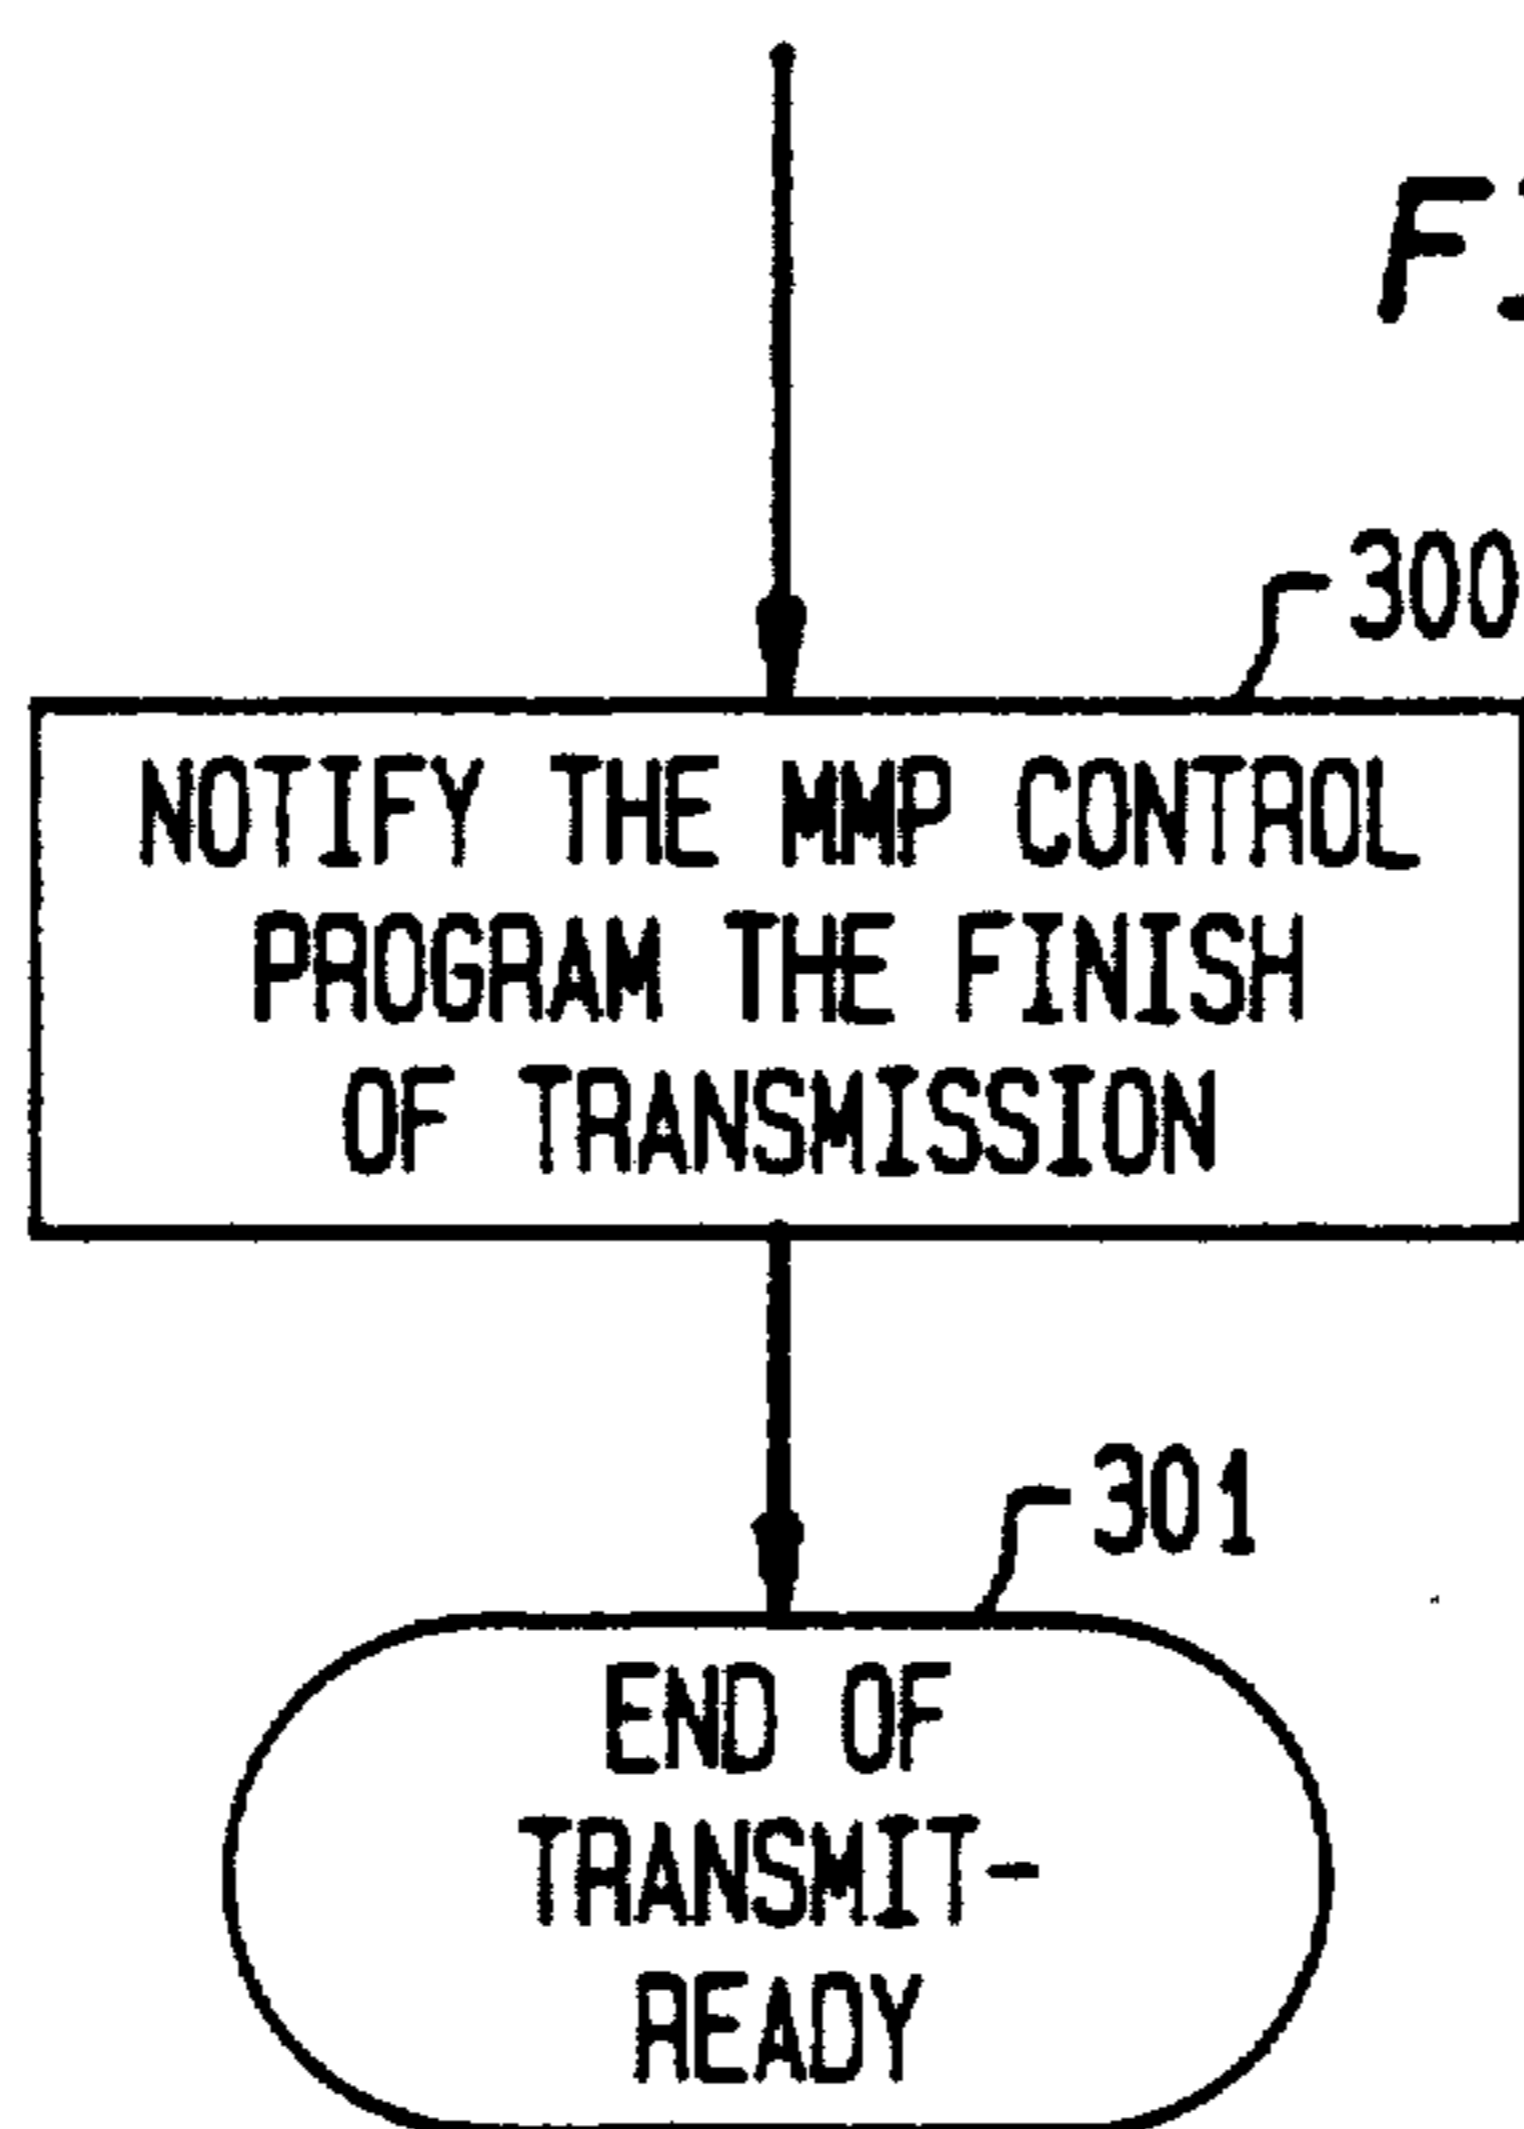 300
NOTIFY THE MMP CONTROL
PROGRAM THE FINISH
OF TRANSMISSION
301
END OF
TRANSMIT-
READY